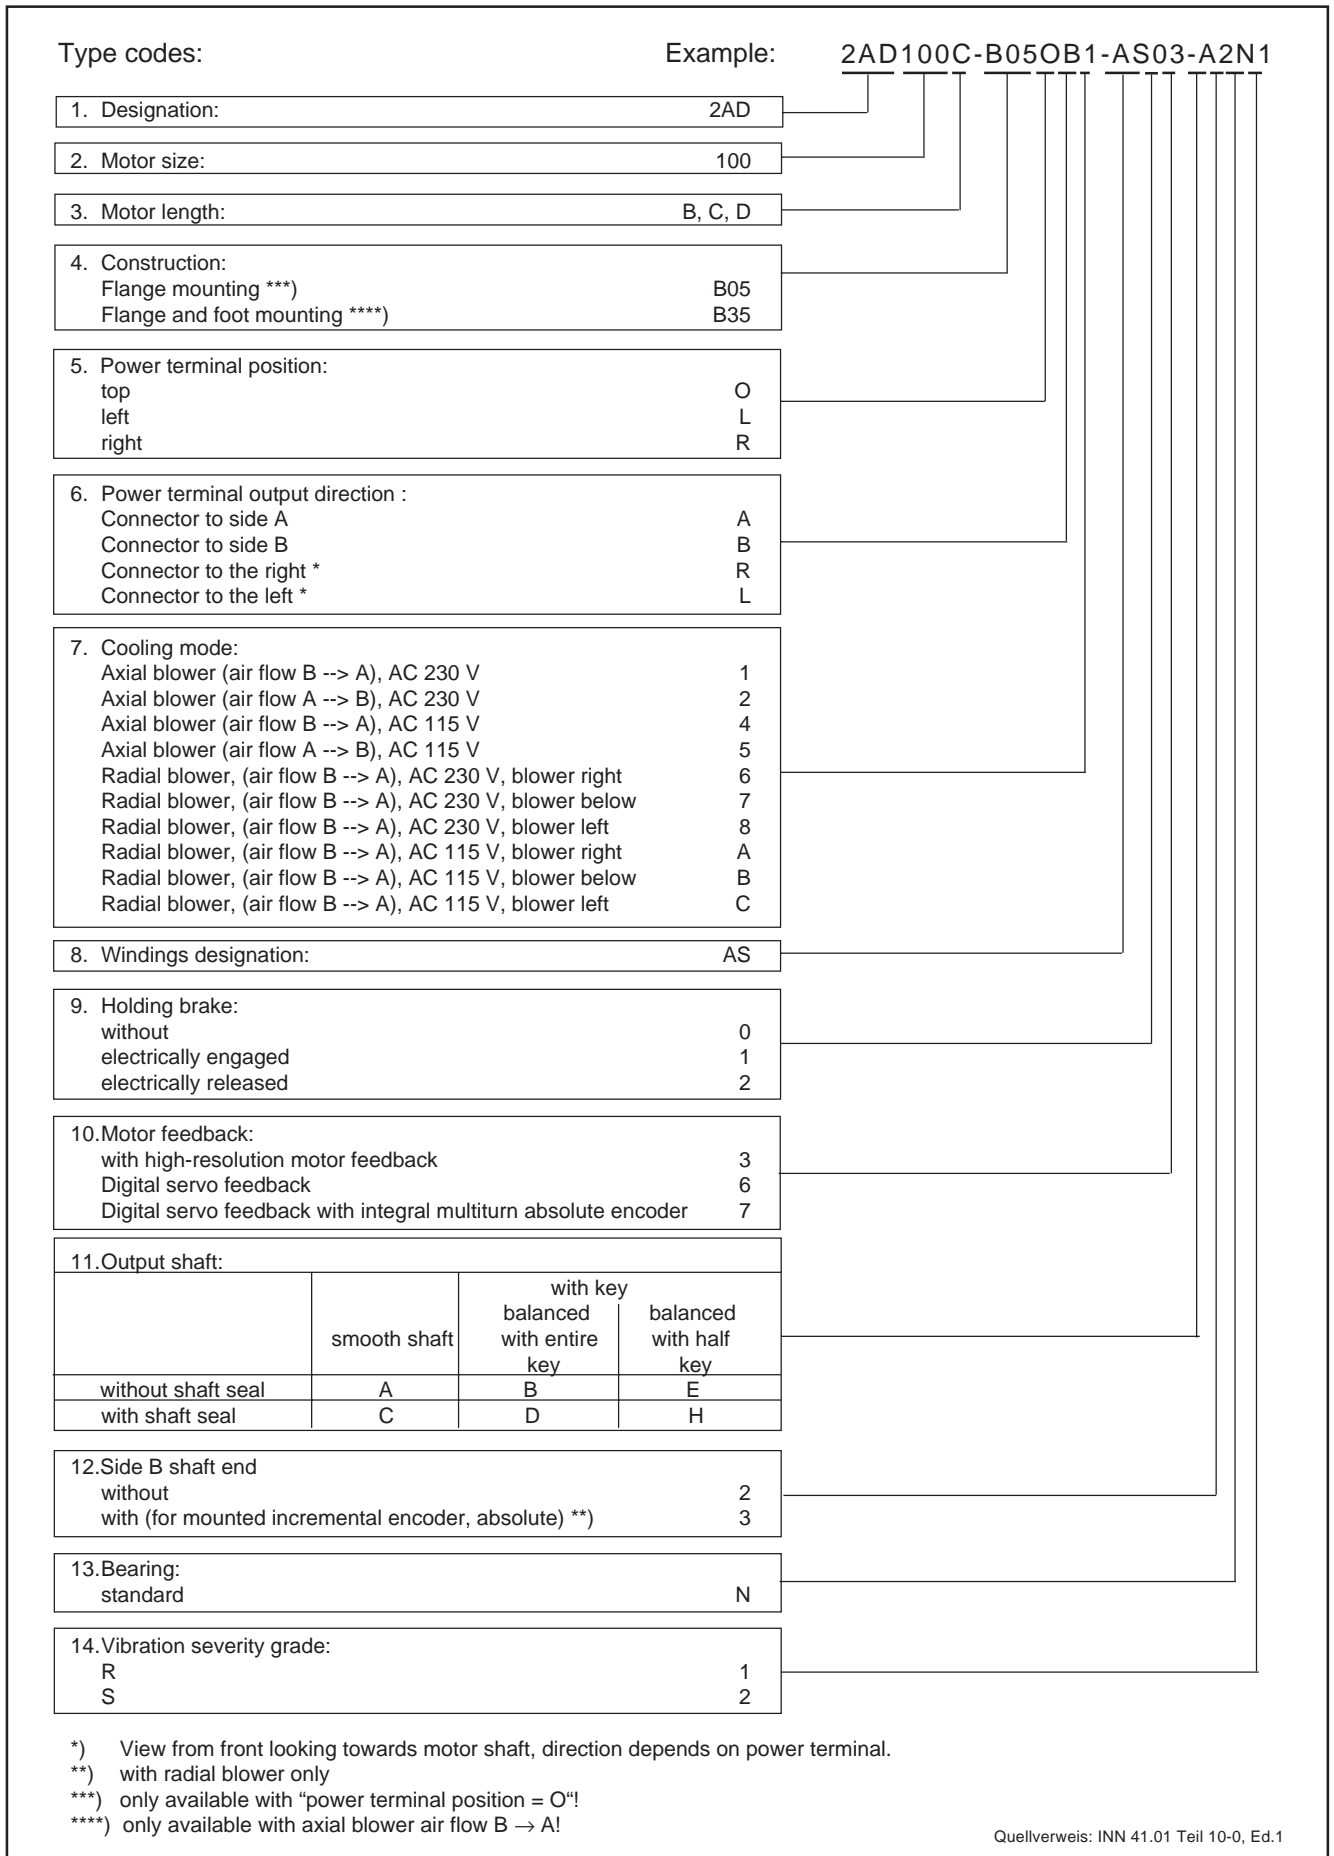 Type codes: Example: 2AD100C-B05OB1-AS03-A2N1
1. Designation: 2AD
2. Motor size: 100
3. Motor length: B, C, D
4. Construction:
Flange mounting ***) B05
Flange and foot mounting ****) B35
5. Power terminal position:
top O
left L
right R
6. Power terminal output direction :
Connector to side A A
Connector to side B B
Connector to the right * R
Connector to the left * L
7. Cooling mode:
Axial blower (air flow B --> A), AC 230 V 1
Axial blower (air flow A --> B), AC 230 V 2
Axial blower (air flow B --> A), AC 115 V 4
Axial blower (air flow A --> B), AC 115 V 5
Radial blower, (air flow B --> A), AC 230 V, blower right 6
Radial blower, (air flow B --> A), AC 230 V, blower below 7
Radial blower, (air flow B --> A), AC 230 V, blower left 8
Radial blower, (air flow B --> A), AC 115 V, blower right A
Radial blower, (air flow B --> A), AC 115 V, blower below B
Radial blower, (air flow B --> A), AC 115 V, blower left C
8. Windings designation: AS
9. Holding brake:
without 0
electrically engaged 1
electrically released 2
10.Motor feedback:
with high-resolution motor feedback 3
Digital servo feedback 6
Digital servo feedback with integral multiturn absolute encoder 7
11.Output shaft:
with key
balanced balanced
smooth shaft with entire with half
key key
without shaft seal A B E
with shaft seal C D H
12.Side B shaft end
without 2
with (for mounted incremental encoder, absolute) **) 3
13.Bearing:
standard N
14.Vibration severity grade:
R 1
S 2
*) View from front looking towards motor shaft, direction depends on power terminal.
**) with radial blower only
***) only available with “power terminal position = O“!
****) only available with axial blower air flow B → A!
Quellverweis: INN 41.01 Teil 10-0, Ed.1